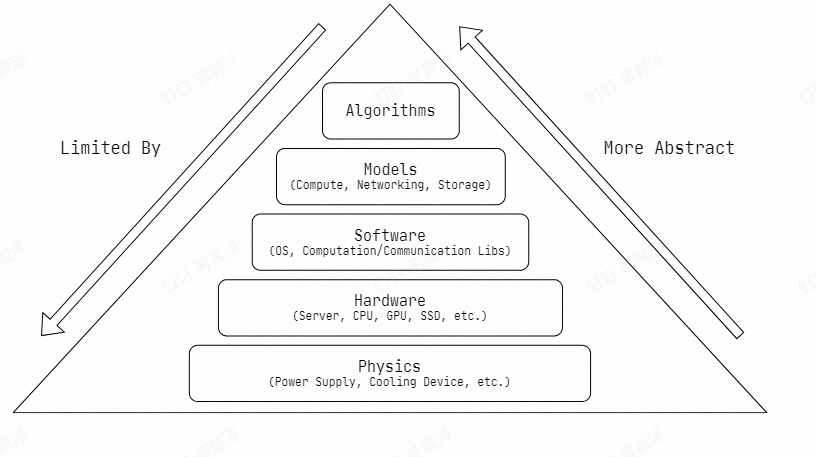 Algorithms
Limited By
More Abstract
Models
(Compute, Networking, Storage)
Software
(OS, Computation/Communication Libs)
Hardware
(Server, CPU, GPU, SSD, etc.)
Physics
(Power Supply, Cooling Device, etc.)